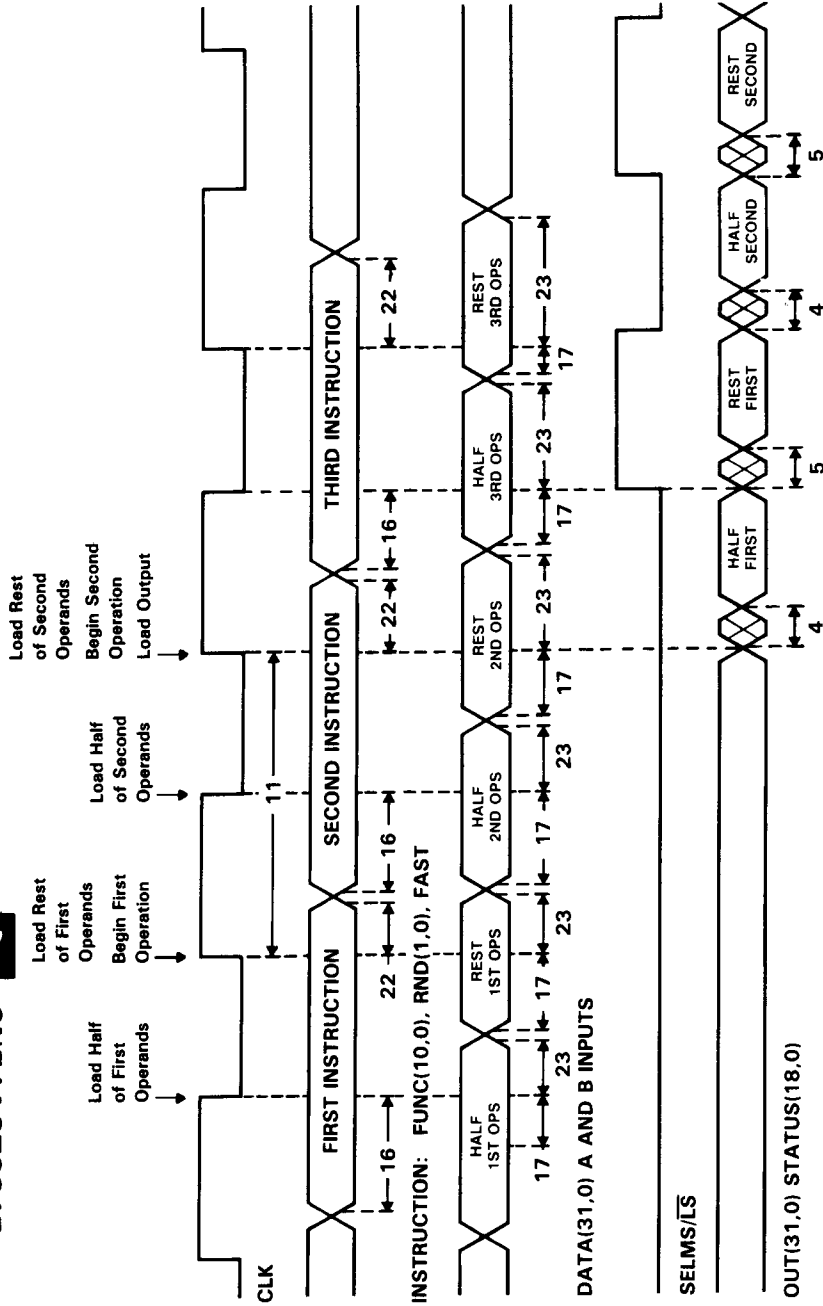 Load Half
of First
Operands
Load Rest
of First
Operands
Begin First
Operation
Load Half
of Second
Operands
Load Rest
of Second
Operands
Begin Second
Operation
Load Output
CLK
11
FIRST INSTRUCTION
SECOND INSTRUCTION
THIRD INSTRUCTION
16 22 16 22 16 22
INSTRUCTION: FUNC(10,0), RND(1,0), FAST
HALF
1ST OPS
REST
1ST OPS
HALF
2ND OPS
REST
2ND OPS
HALF
3RD OPS
REST
3RD OPS
17 23 17 23 17 23 17 23 17 23 17 23
DATA(31,0) A AND B INPUTS
SELMS/L̅S̅
HALF
FIRST
REST
FIRST
HALF
SECOND
REST
SECOND
4 5 4 5
OUT(31,0) STATUS(18,0)